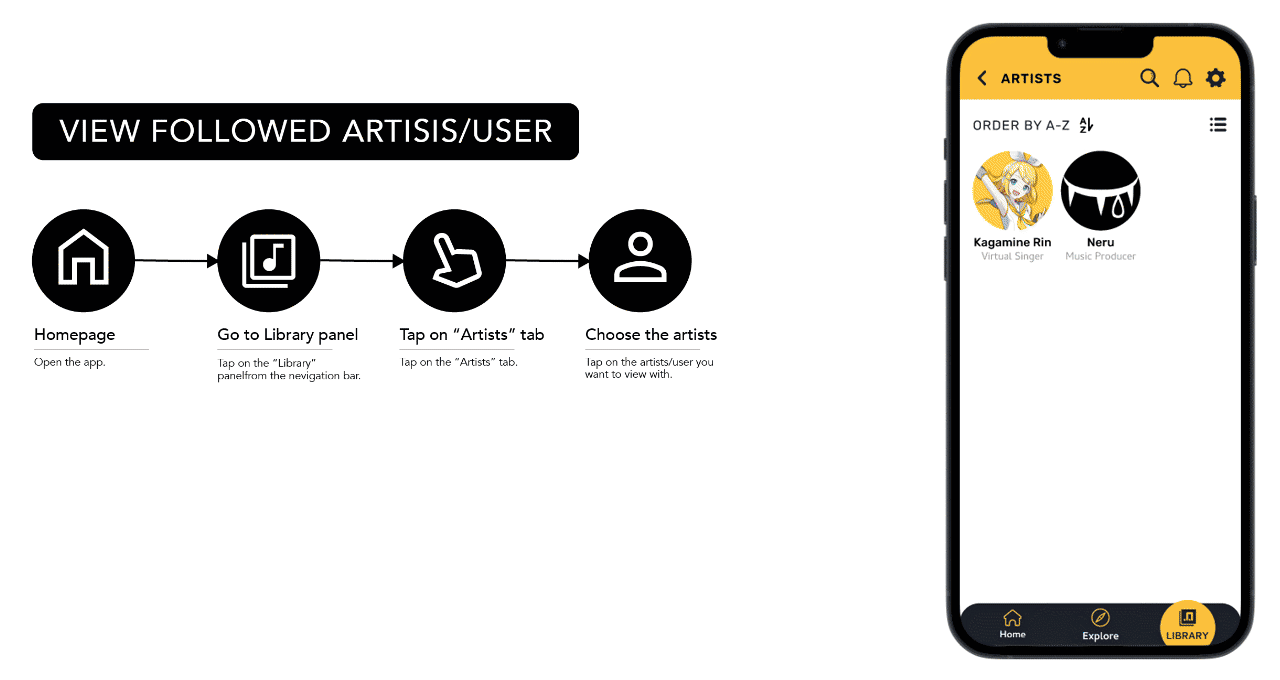 VIEW FOLLOWED ARTISIS/USER
Homepage
Open the app.
Go to Library panel
Tap on the “Library”
panelfrom the nevigation bar.
Tap on “Artists” tab
Tap on the “Artists” tab.
Choose the artists
Tap on the artists/user you
want to view with.
ARTISTS
ORDER BY A-Z
A
Z
Kagamine Rin
Virtual Singer
Neru
Music Producer
Home
Explore
LIBRARY